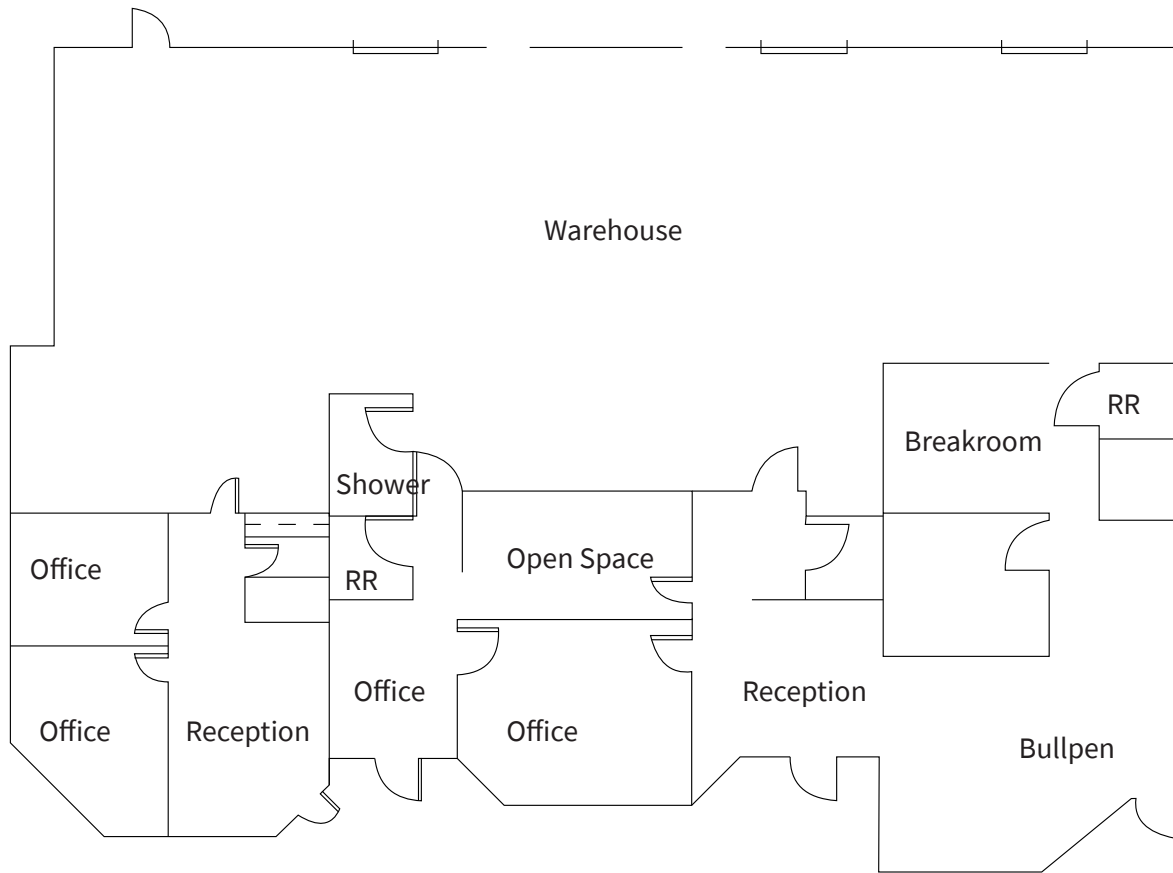 Warehouse
RR
Breakroom
Shower
Open Space
Office
RR
Office
Reception
Office
Reception
Office
Bullpen